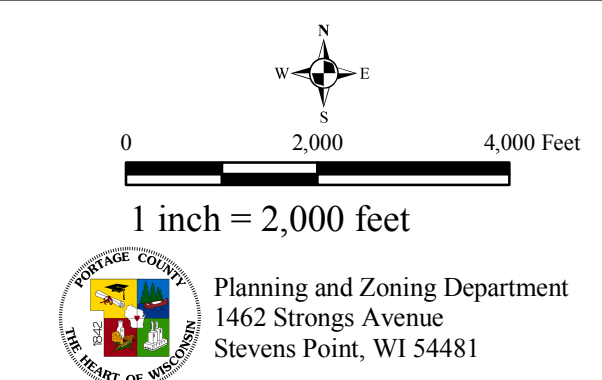 N
W E
S
0 2,000 4,000 Feet
1 inch = 2,000 feet
PORTAGE COUNTY
1842
THE HEART OF WISCONSIN
Planning and Zoning Department
1462 Strongs Avenue
Stevens Point, WI 54481